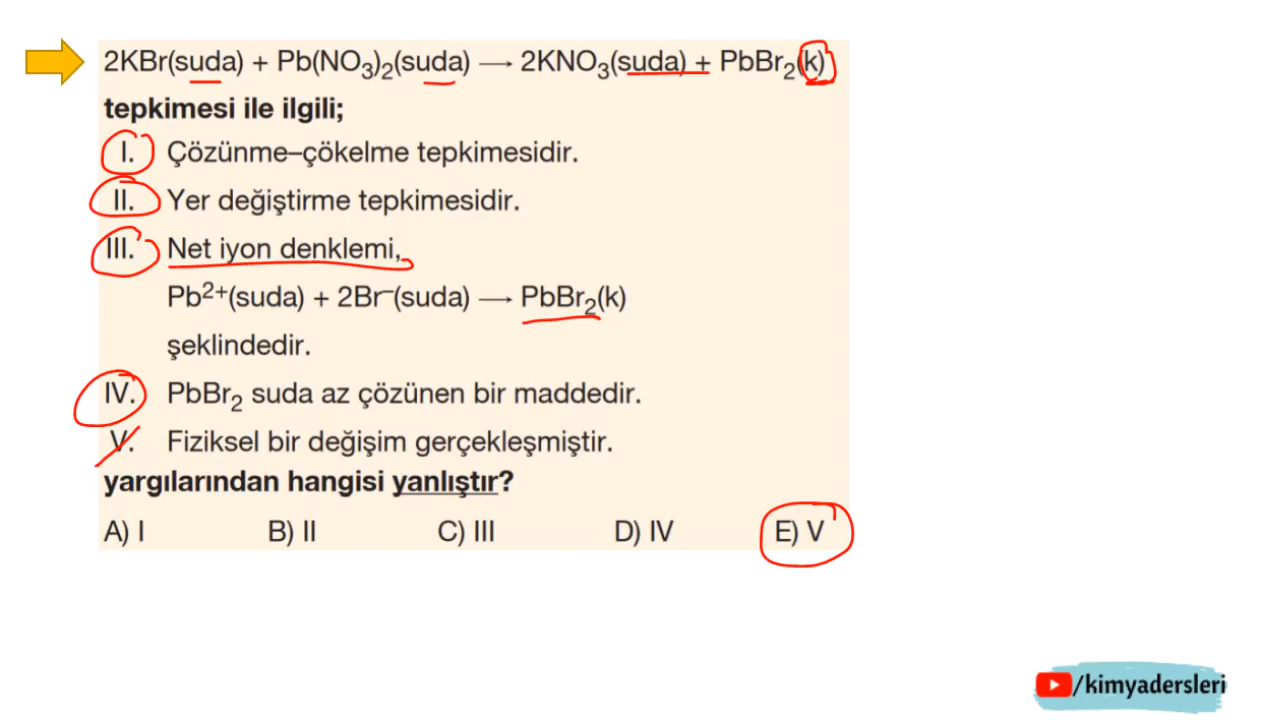 2KBr(suda) + Pb(NO₃)₂(suda) → 2KNO₃(suda) + PbBr₂(k)
tepkimesi ile ilgili;
I. Çözünme–çökelme tepkimesidir.
II. Yer değiştirme tepkimesidir.
III. Net iyon denklemi,
Pb²⁺(suda) + 2Br⁻(suda) → PbBr₂(k)
şeklindedir.
IV. PbBr₂ suda az çözünen bir maddedir.
V. Fiziksel bir değişim gerçekleşmiştir.
yargılarından hangisi yanlıştır?
A) I B) II C) III D) IV E) V
/kimyadersleri